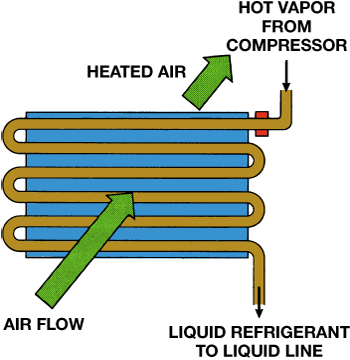 HOT VAPOR
FROM
COMPRESSOR
HEATED AIR
AIR FLOW
LIQUID REFRIGERANT
TO LIQUID LINE